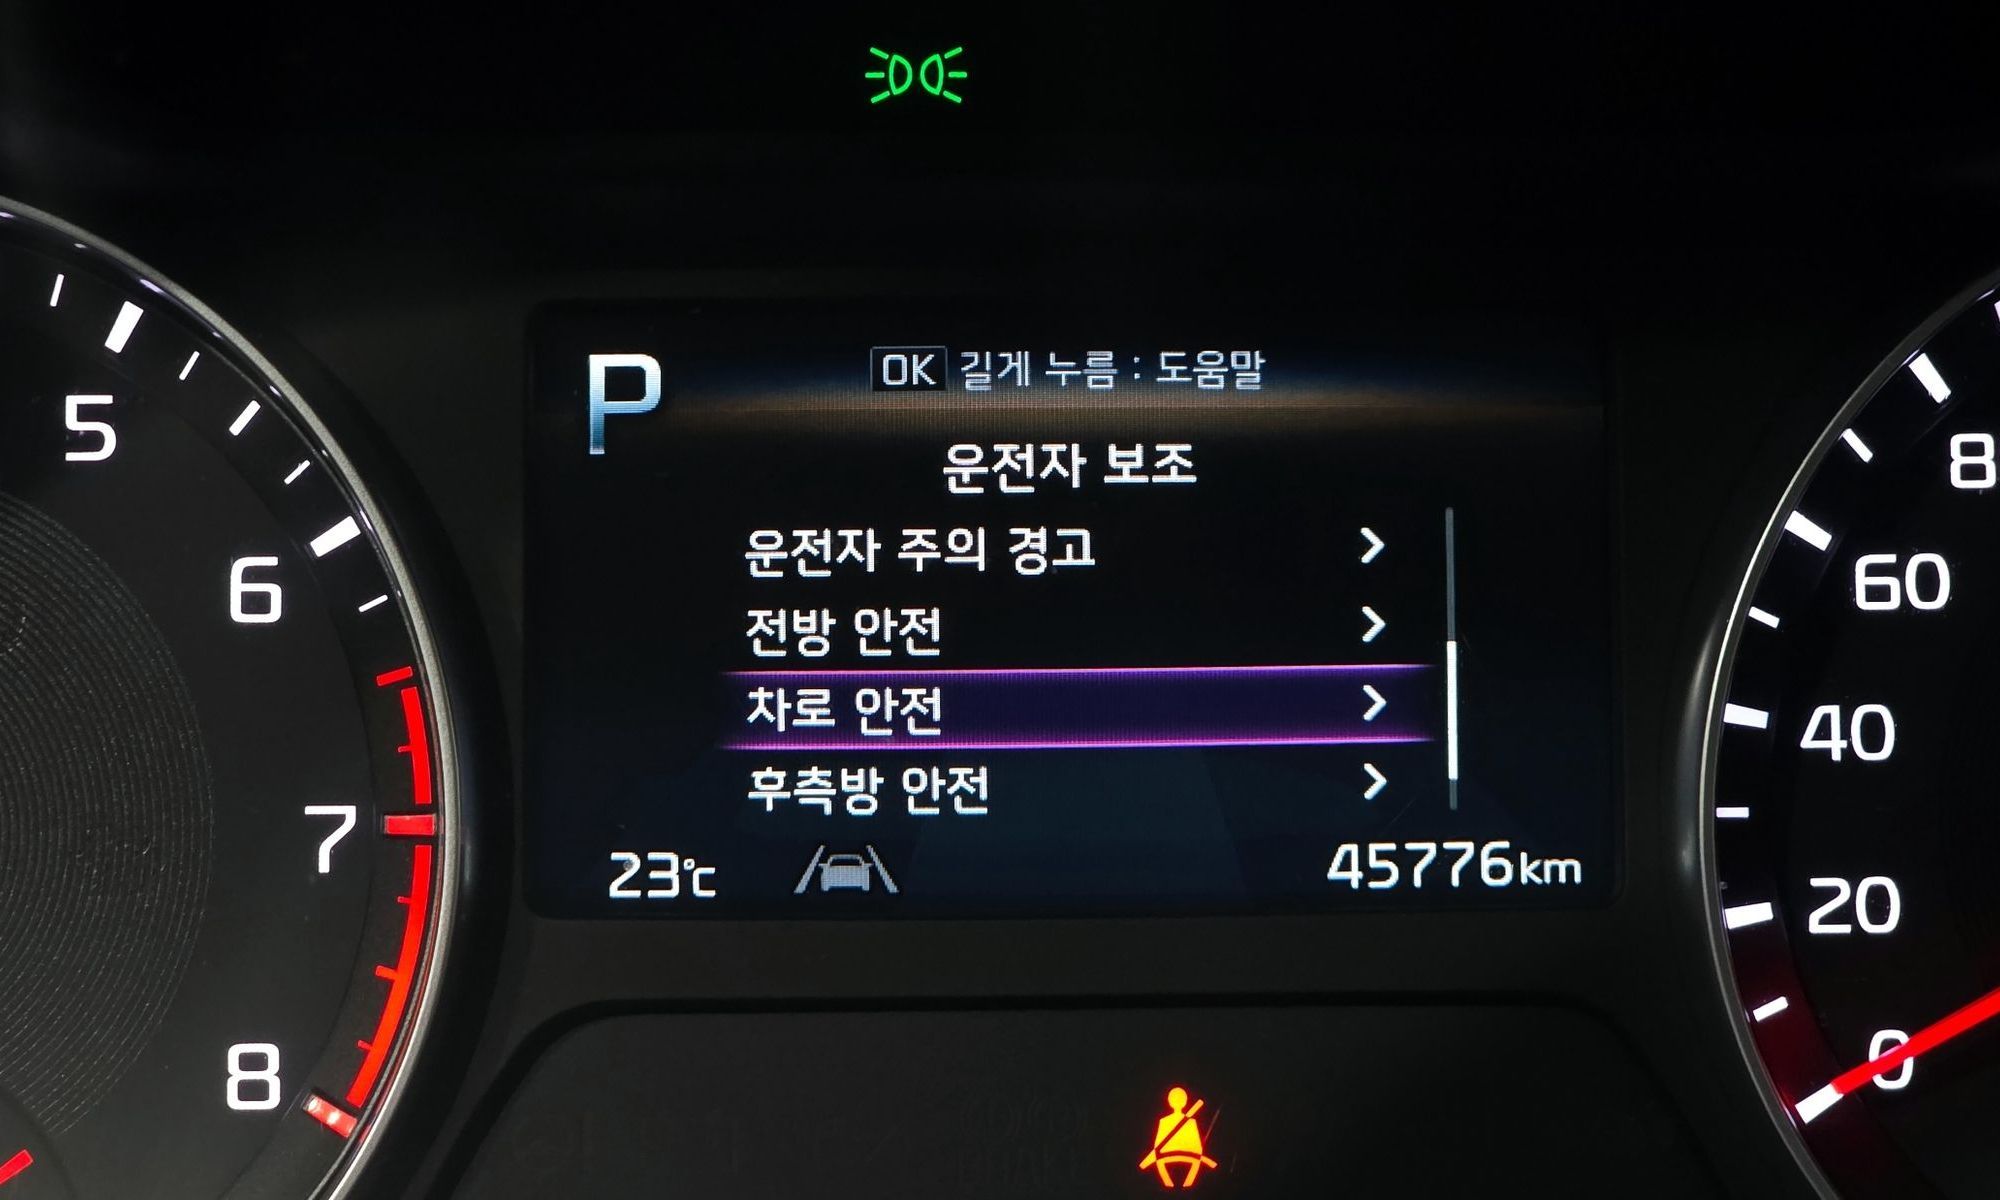 P
OK 길게 누름 : 도움말
운전자 보조
운전자 주의 경고
전방 안전
차로 안전
후측방 안전
23℃
45776km
5
6
7
8
8
60
40
20
0